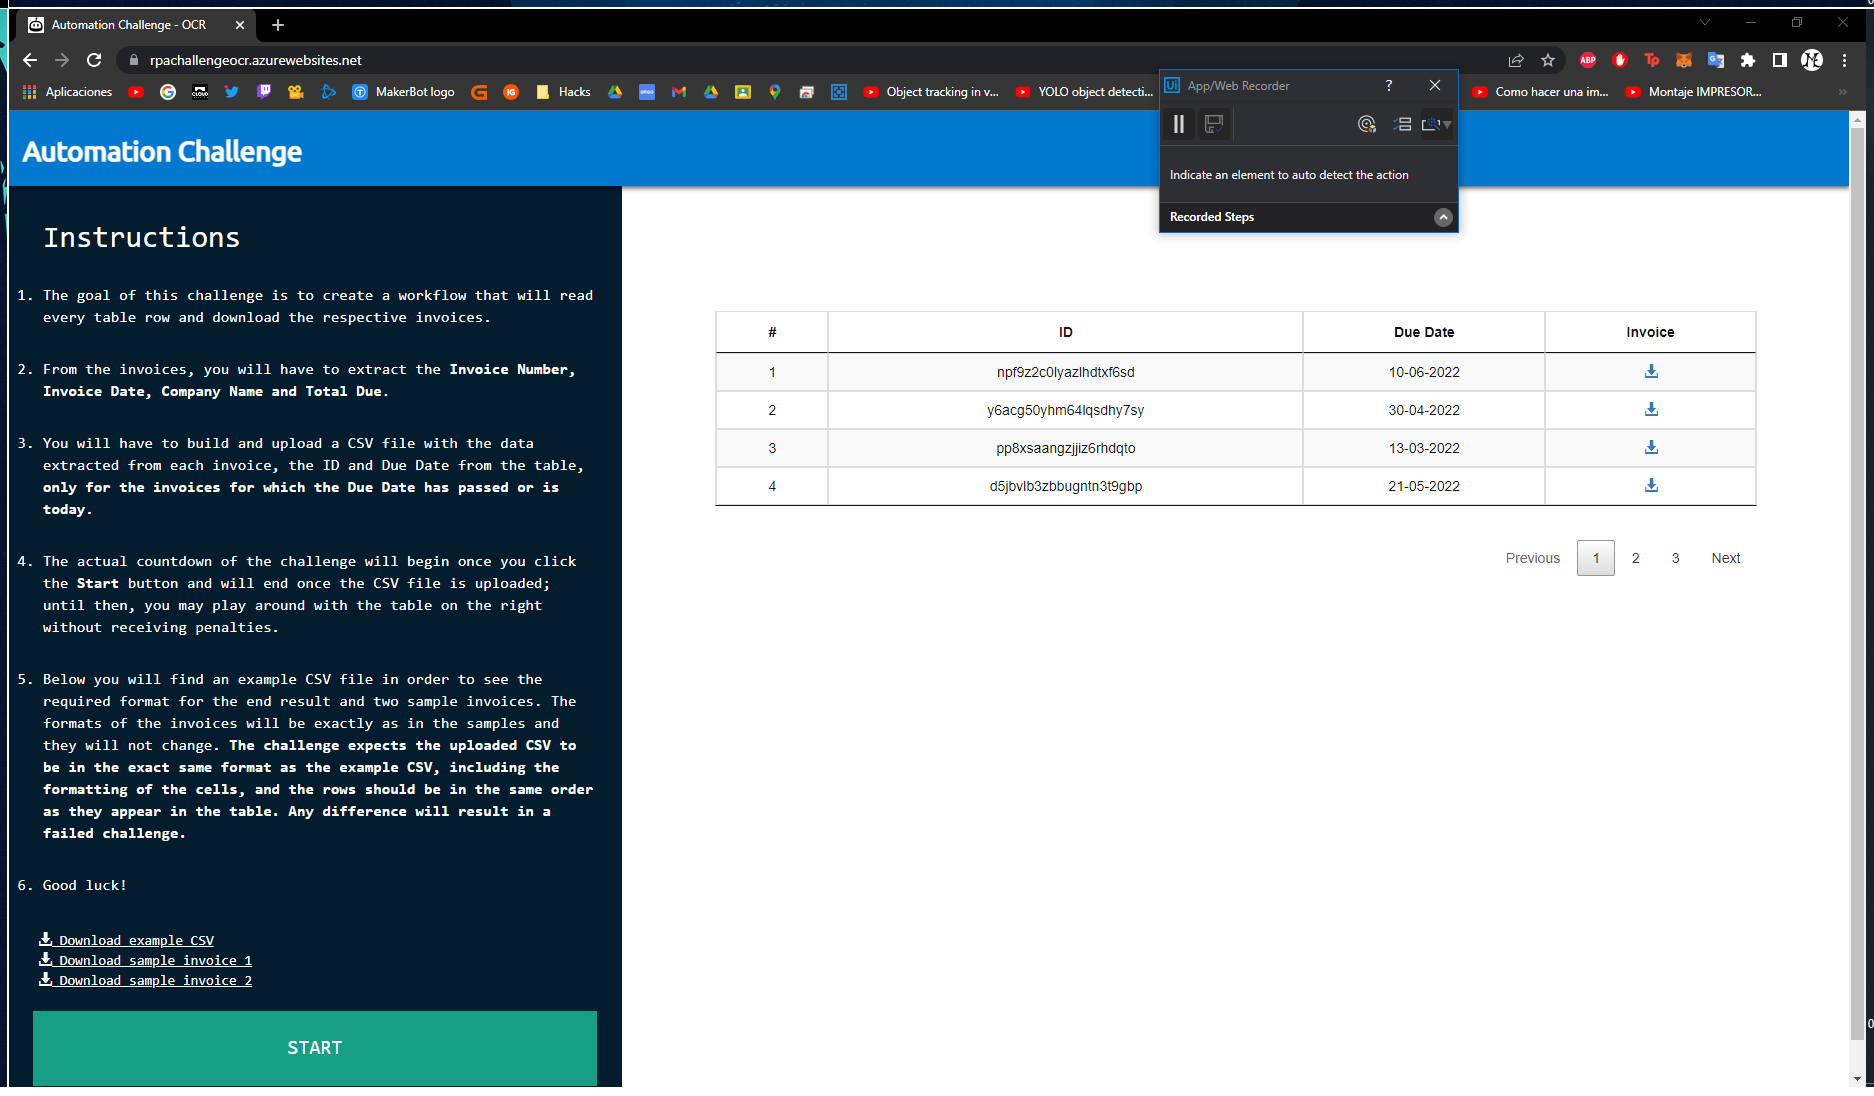 Automation Challenge - OCR
rpachallengeocr.azurewebsites.net
ABP
Tp
Aplicaciones
MakerBot logo
IG
Hacks
Object tracking in v...
YOLO object detecti...
Como hacer una im...
Montaje IMPRESOR...
»
Ui App/Web Recorder ?
Indicate an element to auto detect the action
Recorded Steps
Automation Challenge
Instructions
1. The goal of this challenge is to create a workflow that will read
every table row and download the respective invoices.
2. From the invoices, you will have to extract the Invoice Number,
Invoice Date, Company Name and Total Due.
3. You will have to build and upload a CSV file with the data
extracted from each invoice, the ID and Due Date from the table,
only for the invoices for which the Due Date has passed or is
today.
4. The actual countdown of the challenge will begin once you click
the Start button and will end once the CSV file is uploaded;
until then, you may play around with the table on the right
without receiving penalties.
5. Below you will find an example CSV file in order to see the
required format for the end result and two sample invoices. The
formats of the invoices will be exactly as in the samples and
they will not change. The challenge expects the uploaded CSV to
be in the exact same format as the example CSV, including the
formatting of the cells, and the rows should be in the same order
as they appear in the table. Any difference will result in a
failed challenge.
6. Good luck!
Download example CSV
Download sample invoice 1
Download sample invoice 2
START
# ID Due Date Invoice
1 npf9z2c0lyazlhdtxf6sd 10-06-2022
2 y6acg50yhm64lqsdhy7sy 30-04-2022
3 pp8xsaangzjjiz6rhdqto 13-03-2022
4 d5jbvlb3zbbugntn3t9gbp 21-05-2022
Previous 1 2 3 Next